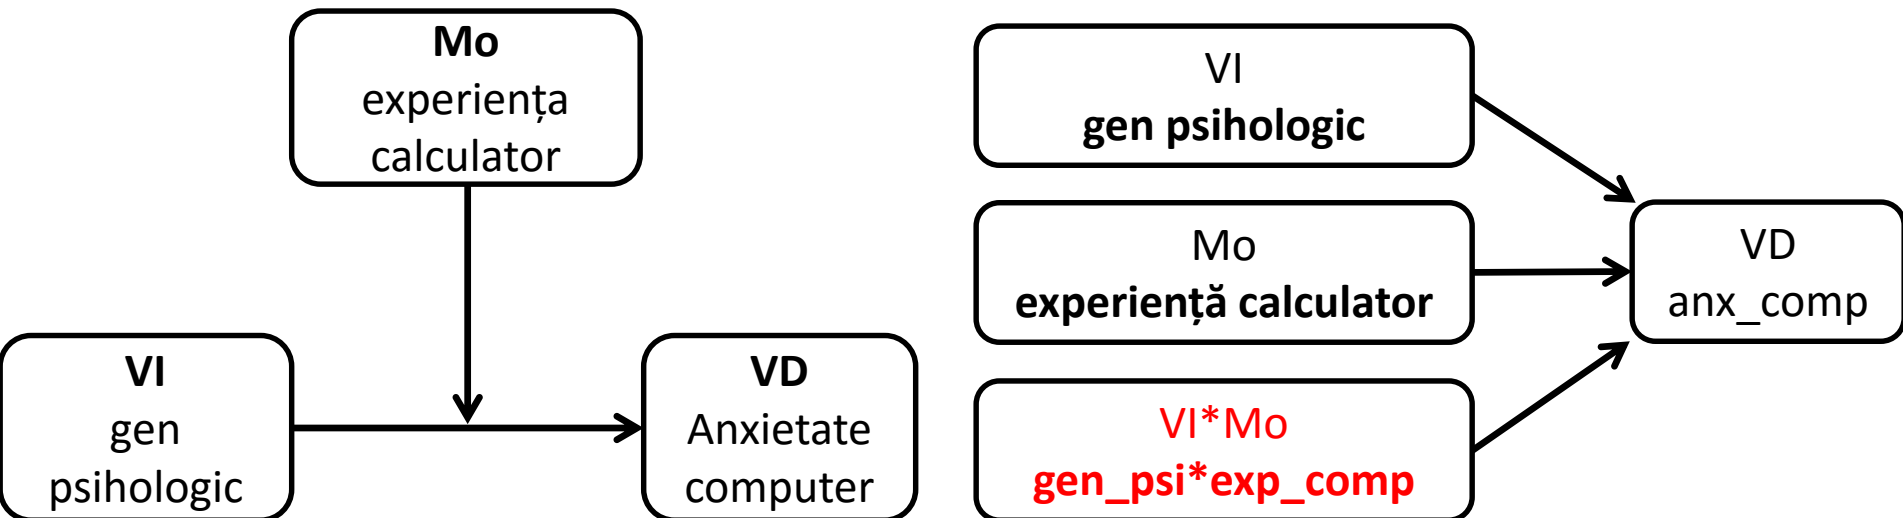 Mo
experiența
calculator
VI
gen
psihologic
VD
Anxietate
computer
VI
gen psihologic
Mo
experiență calculator
VI*Mo
gen_psi*exp_comp
VD
anx_comp